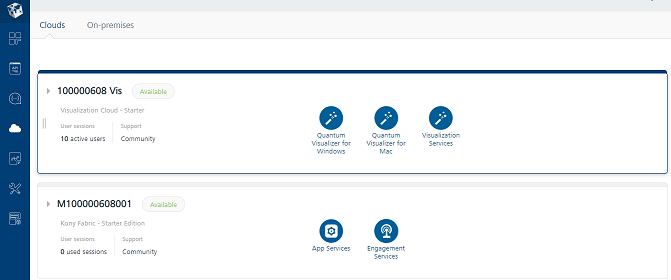 Clouds On-premises
100000608 Vis Available
Visualization Cloud - Starter
User sessions Support
10 active users Community
Quantum Visualizer for Windows
Quantum Visualizer for Mac
Visualization Services
M100000608001 Available
Kony Fabric - Starter Edition
User sessions Support
0 used sessions Community
App Services
Engagement Services